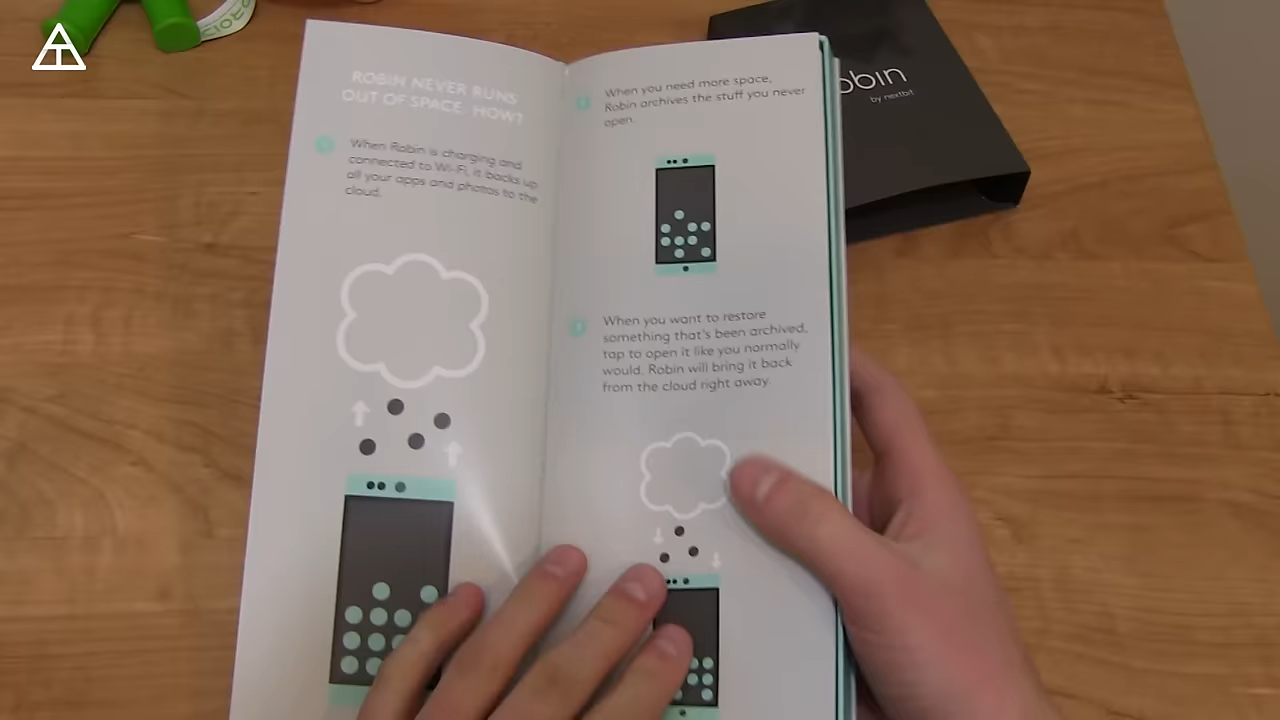 ROBIN NEVER RUNS
OUT OF SPACE. HOW?
When Robin is charging and
connected to Wi-Fi, it backs up
all your apps and photos to the
cloud.
When you need more space,
Robin archives the stuff you never
open.
When you want to restore
something that's been archived,
tap to open it like you normally
would. Robin will bring it back
from the cloud right away.
obin
by nextbit